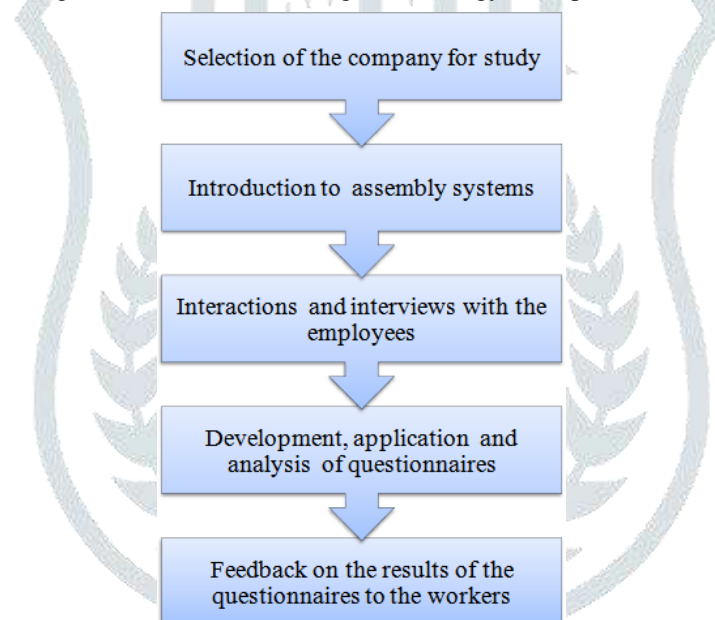 Selection of the company for study
Introduction to assembly systems
Interactions and interviews with the
employees
Development, application and
analysis of questionnaires
Feedback on the results of the
questionnaires to the workers